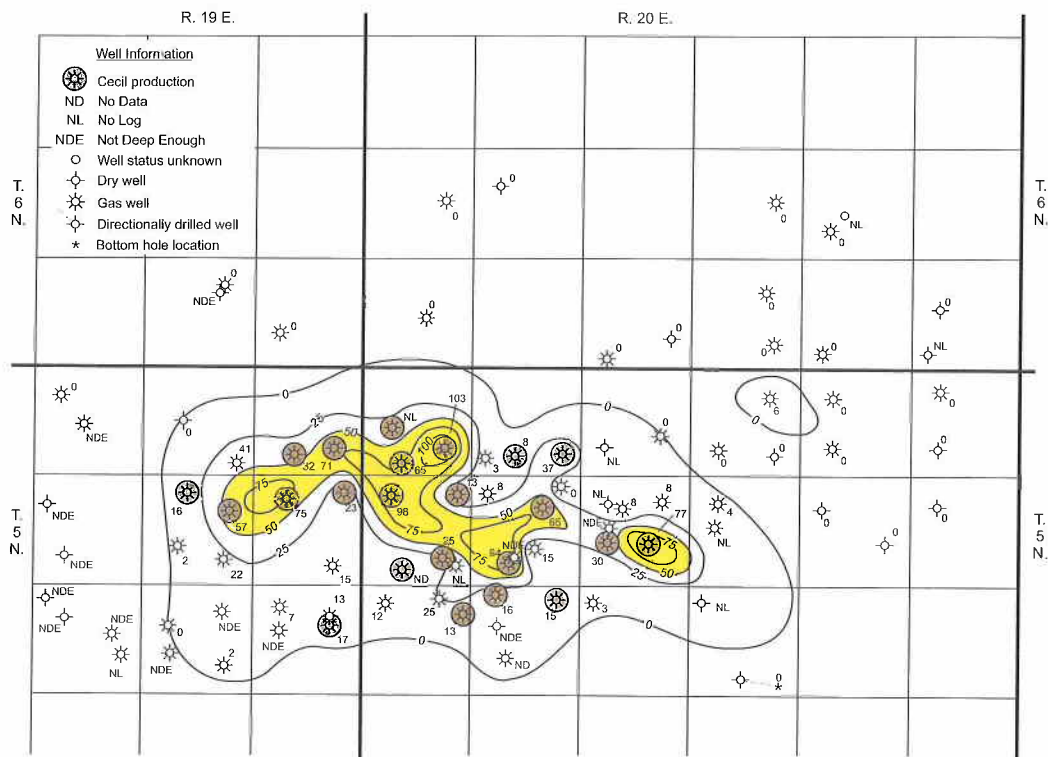 R. 19 E.
R. 20 E.
Well Information
Cecil production
ND No Data
NL No Log
NDE Not Deep Enough
Well status unknown
Dry well
Gas well
Directionally drilled well
* Bottom hole location
T.
6
N.
T.
6
N.
0
0
0
NL
0
0
NDE
0
0
0
0
0
0
0
0
0
NL
0
NDE
0
0
25
NL
103
0
0
6
0
0
0
0
50
100
41
32
71
65
3
8
37
NL
0
0
0
16
75
75
57
50
23
98
75
13
8
50
0
66
NL
8
8
4
0
0
NDE
T.
5
N.
T.
5
N.
NDE
2
22
25
15
35
ND
NL
75
NDE
15
NDE
30
77
75
50
25
NL
0
NDE
NDE
NDE
NL
0
NDE
NDE
2
7
NDE
13
17
0
12
25
13
16
NDE
ND
15
3
0
NL
0
*